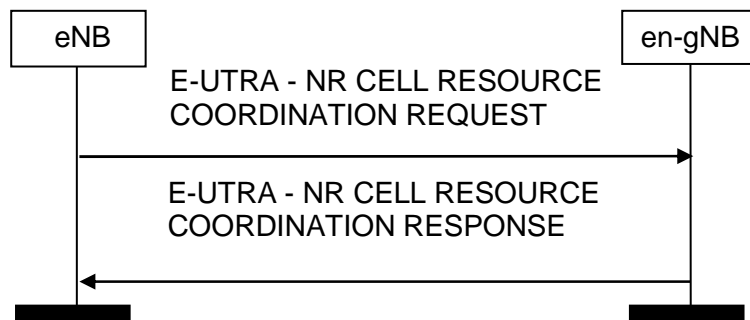 eNB
en-gNB
E-UTRA - NR CELL RESOURCE
COORDINATION REQUEST
E-UTRA - NR CELL RESOURCE
COORDINATION RESPONSE